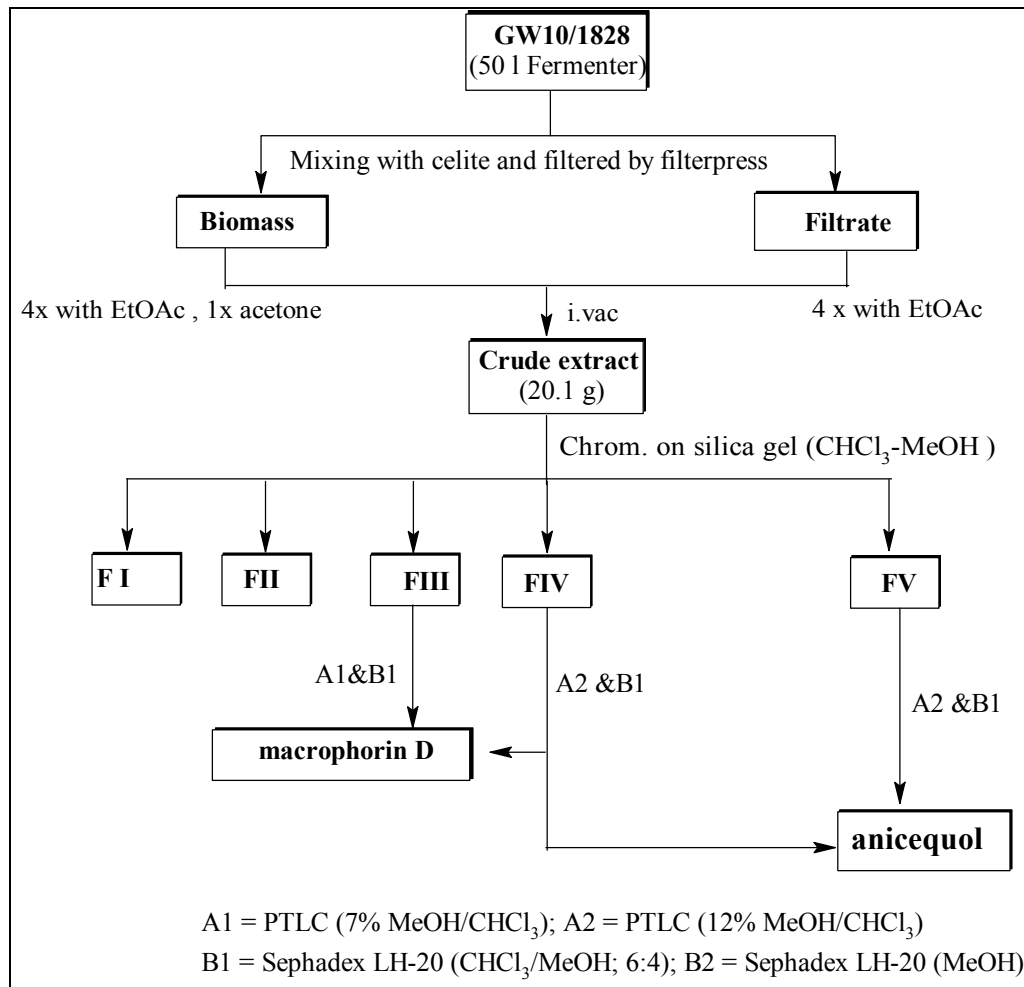 GW10/1828
(50 l Fermenter)
Mixing with celite and filtered by filterpress
Biomass
Filtrate
4x with EtOAc , 1x acetone
i.vac
4 x with EtOAc
Crude extract
(20.1 g)
Chrom. on silica gel (CHCl₃-MeOH )
F I
FII
FIII
FIV
FV
A1&B1
A2 &B1
A2 &B1
macrophorin D
anicequol
A1 = PTLC (7% MeOH/CHCl₃); A2 = PTLC (12% MeOH/CHCl₃)
B1 = Sephadex LH-20 (CHCl₃/MeOH; 6:4); B2 = Sephadex LH-20 (MeOH)